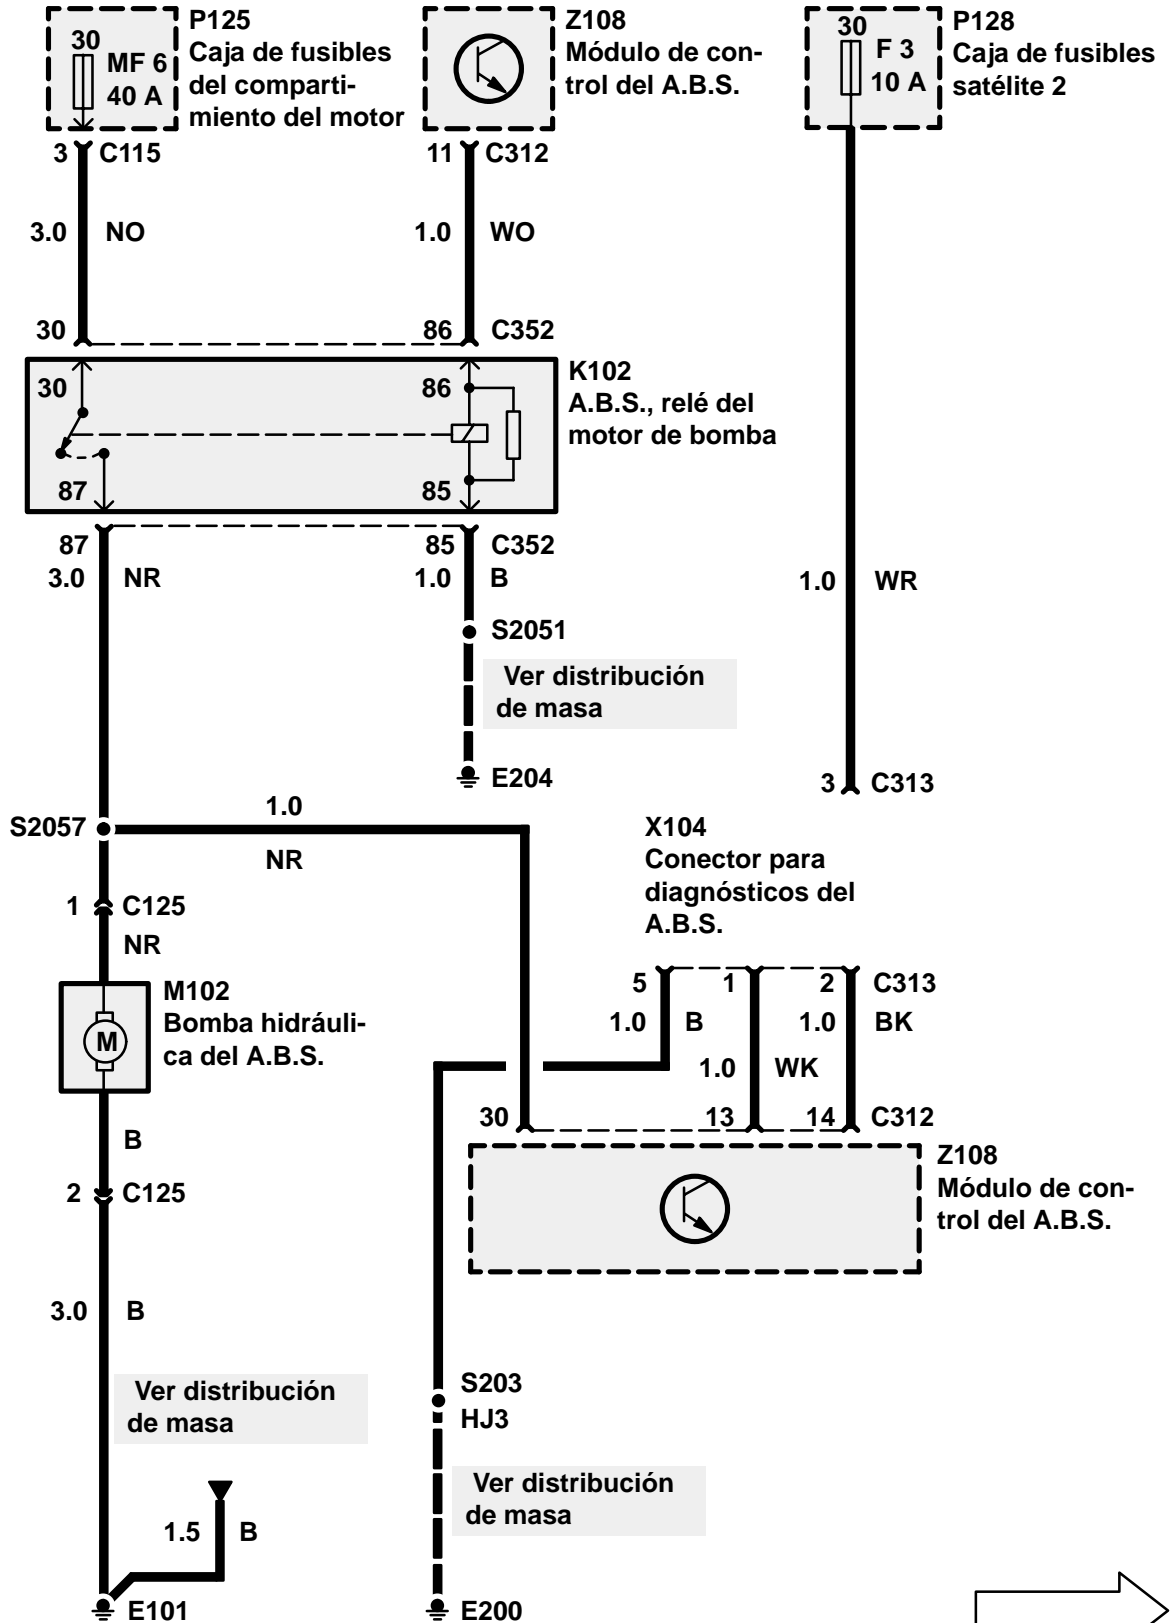 P125
Caja de fusibles
del comparti-
miento del motor
30
MF 6
40 A
Z108
Módulo de con-
trol del A.B.S.
P128
Caja de fusibles
satélite 2
30
F 3
10 A
3 C115
11 C312
3.0 NO
1.0 WO
30
86 C352
30
86
K102
A.B.S., relé del
motor de bomba
87
85
87
85 C352
3.0 NR
1.0 B
1.0 WR
S2051
Ver distribución
de masa
E204
3 C313
S2057
1.0
NR
X104
Conector para
diagnósticos del
A.B.S.
1 C125
NR
5 1 2 C313
M102
Bomba hidráuli-
ca del A.B.S.
M
1.0 B
1.0 BK
1.0 WK
30 13 14 C312
B
Z108
Módulo de con-
trol del A.B.S.
2 C125
3.0 B
Ver distribución
de masa
S203
HJ3
Ver distribución
de masa
1.5 B
E101
E200